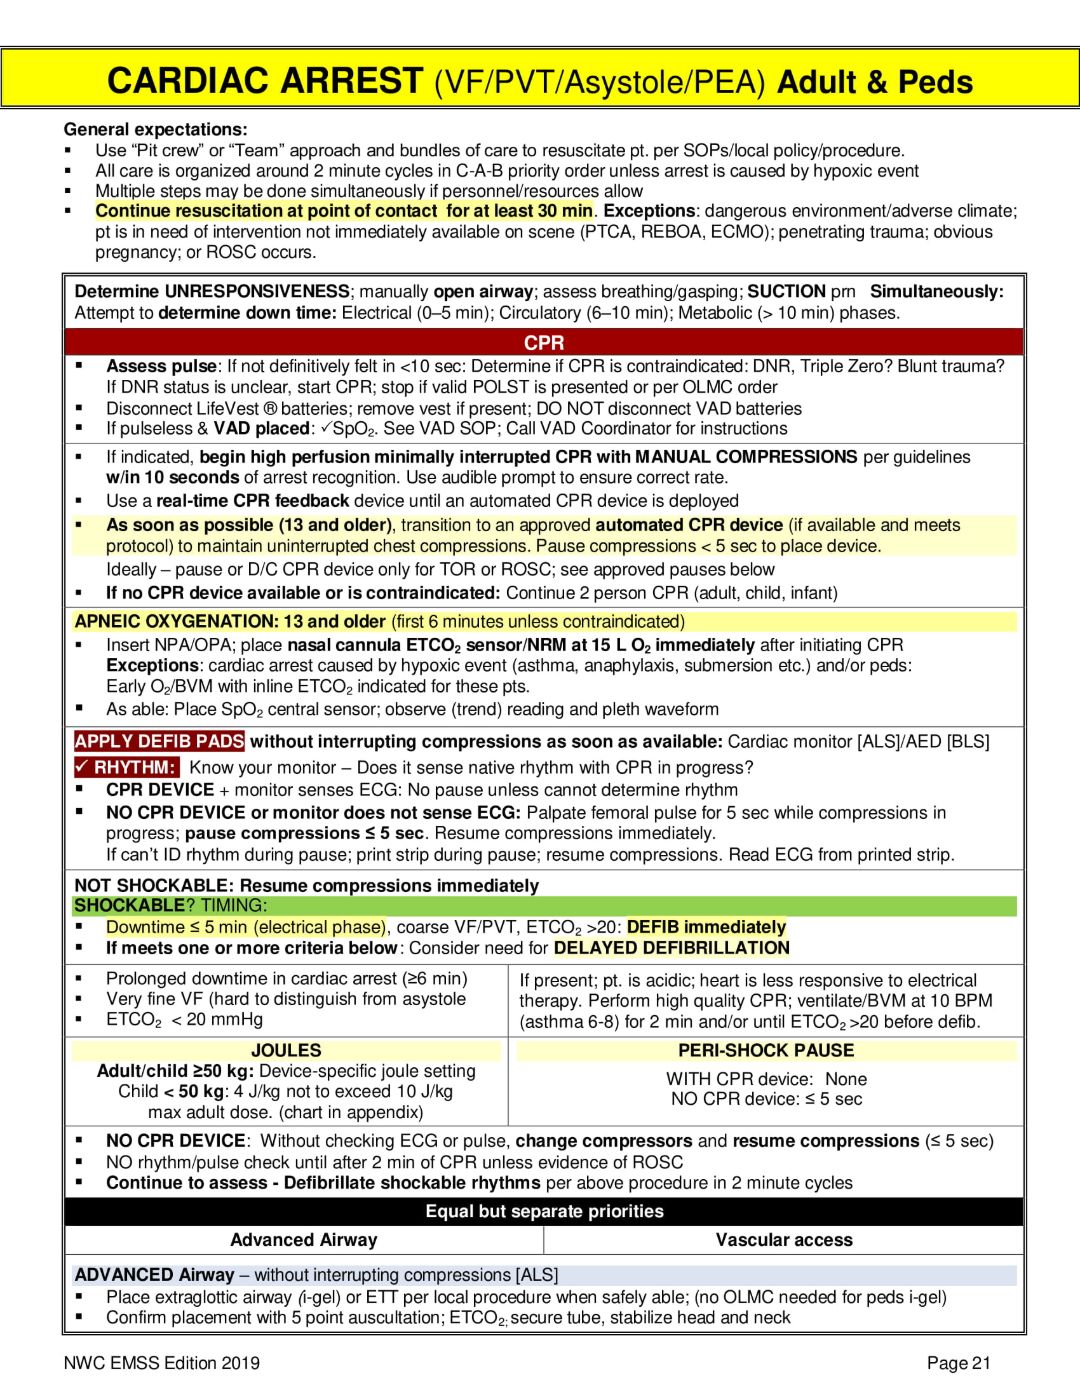 CARDIAC ARREST (VF/PVT/Asystole/PEA) Adult & Peds
General expectations:
▪ Use “Pit crew” or “Team” approach and bundles of care to resuscitate pt. per SOPs/local policy/procedure.
▪ All care is organized around 2 minute cycles in C-A-B priority order unless arrest is caused by hypoxic event
▪ Multiple steps may be done simultaneously if personnel/resources allow
▪ Continue resuscitation at point of contact for at least 30 min. Exceptions: dangerous environment/adverse climate;
pt is in need of intervention not immediately available on scene (PTCA, REBOA, ECMO); penetrating trauma; obvious
pregnancy; or ROSC occurs.
Determine UNRESPONSIVENESS; manually open airway; assess breathing/gasping; SUCTION prn Simultaneously:
Attempt to determine down time: Electrical (0–5 min); Circulatory (6–10 min); Metabolic (> 10 min) phases.
CPR
▪ Assess pulse: If not definitively felt in <10 sec: Determine if CPR is contraindicated: DNR, Triple Zero? Blunt trauma?
If DNR status is unclear, start CPR; stop if valid POLST is presented or per OLMC order
▪ Disconnect LifeVest ® batteries; remove vest if present; DO NOT disconnect VAD batteries
▪ If pulseless & VAD placed: ✓SpO₂. See VAD SOP; Call VAD Coordinator for instructions
▪ If indicated, begin high perfusion minimally interrupted CPR with MANUAL COMPRESSIONS per guidelines
w/in 10 seconds of arrest recognition. Use audible prompt to ensure correct rate.
▪ Use a real-time CPR feedback device until an automated CPR device is deployed
▪ As soon as possible (13 and older), transition to an approved automated CPR device (if available and meets
protocol) to maintain uninterrupted chest compressions. Pause compressions < 5 sec to place device.
Ideally – pause or D/C CPR device only for TOR or ROSC; see approved pauses below
▪ If no CPR device available or is contraindicated: Continue 2 person CPR (adult, child, infant)
APNEIC OXYGENATION: 13 and older (first 6 minutes unless contraindicated)
▪ Insert NPA/OPA; place nasal cannula ETCO₂ sensor/NRM at 15 L O₂ immediately after initiating CPR
Exceptions: cardiac arrest caused by hypoxic event (asthma, anaphylaxis, submersion etc.) and/or peds:
Early O₂/BVM with inline ETCO₂ indicated for these pts.
▪ As able: Place SpO₂ central sensor; observe (trend) reading and pleth waveform
APPLY DEFIB PADS without interrupting compressions as soon as available: Cardiac monitor [ALS]/AED [BLS]
✓ RHYTHM: Know your monitor – Does it sense native rhythm with CPR in progress?
▪ CPR DEVICE + monitor senses ECG: No pause unless cannot determine rhythm
▪ NO CPR DEVICE or monitor does not sense ECG: Palpate femoral pulse for 5 sec while compressions in
progress; pause compressions ≤ 5 sec. Resume compressions immediately.
If can’t ID rhythm during pause; print strip during pause; resume compressions. Read ECG from printed strip.
NOT SHOCKABLE: Resume compressions immediately
SHOCKABLE? TIMING:
▪ Downtime ≤ 5 min (electrical phase), coarse VF/PVT, ETCO₂ >20: DEFIB immediately
▪ If meets one or more criteria below: Consider need for DELAYED DEFIBRILLATION
▪ Prolonged downtime in cardiac arrest (≥6 min)
▪ Very fine VF (hard to distinguish from asystole
▪ ETCO₂ < 20 mmHg
If present; pt. is acidic; heart is less responsive to electrical
therapy. Perform high quality CPR; ventilate/BVM at 10 BPM
(asthma 6-8) for 2 min and/or until ETCO₂ >20 before defib.
JOULES
Adult/child ≥50 kg: Device-specific joule setting
Child < 50 kg: 4 J/kg not to exceed 10 J/kg
max adult dose. (chart in appendix)
PERI-SHOCK PAUSE
WITH CPR device: None
NO CPR device: ≤ 5 sec
▪ NO CPR DEVICE: Without checking ECG or pulse, change compressors and resume compressions (≤ 5 sec)
▪ NO rhythm/pulse check until after 2 min of CPR unless evidence of ROSC
▪ Continue to assess - Defibrillate shockable rhythms per above procedure in 2 minute cycles
Equal but separate priorities
Advanced Airway
Vascular access
ADVANCED Airway – without interrupting compressions [ALS]
▪ Place extraglottic airway (i-gel) or ETT per local procedure when safely able; (no OLMC needed for peds i-gel)
▪ Confirm placement with 5 point auscultation; ETCO₂; secure tube, stabilize head and neck
NWC EMSS Edition 2019
Page 21